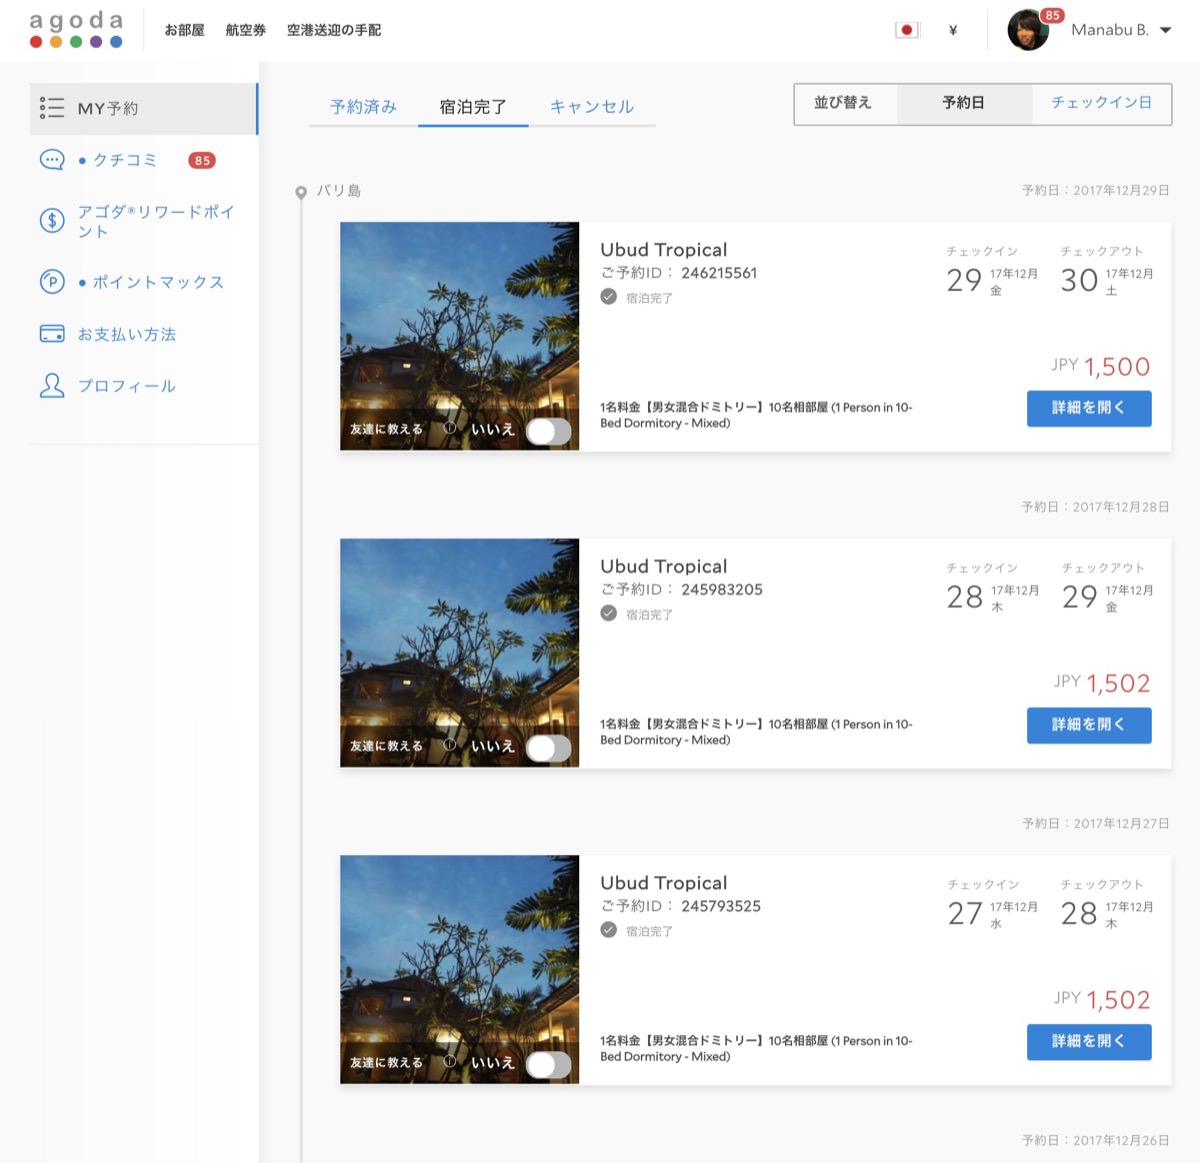 agoda
お部屋 航空券 空港送迎の手配
¥
85
Manabu B.
MY予約
クチコミ 85
アゴダ®リワードポイ
ント
ポイントマックス
お支払い方法
プロフィール
予約済み 宿泊完了 キャンセル
並び替え 予約日 チェックイン日
バリ島
予約日：2017年12月29日
Ubud Tropical
ご予約ID： 246215561
宿泊完了
チェックイン
29 17年12月
金
チェックアウト
30 17年12月
土
JPY 1,500
1名料金【男女混合ドミトリー】10名相部屋 (1 Person in 10-
Bed Dormitory - Mixed)
詳細を開く
友達に教える いいえ
予約日：2017年12月28日
Ubud Tropical
ご予約ID： 245983205
宿泊完了
チェックイン
28 17年12月
木
チェックアウト
29 17年12月
金
JPY 1,502
1名料金【男女混合ドミトリー】10名相部屋 (1 Person in 10-
Bed Dormitory - Mixed)
詳細を開く
友達に教える いいえ
予約日：2017年12月27日
Ubud Tropical
ご予約ID： 245793525
宿泊完了
チェックイン
27 17年12月
水
チェックアウト
28 17年12月
木
JPY 1,502
1名料金【男女混合ドミトリー】10名相部屋 (1 Person in 10-
Bed Dormitory - Mixed)
詳細を開く
友達に教える いいえ
予約日：2017年12月26日